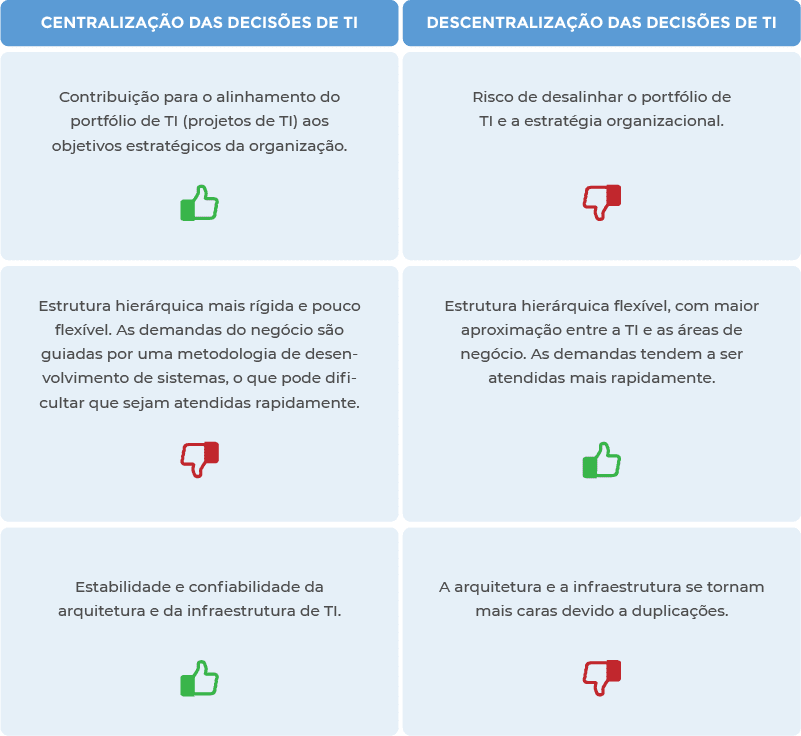 CENTRALIZAÇÃO DAS DECISÕES DE TI
DESCENTRALIZAÇÃO DAS DECISÕES DE TI
Contribuição para o alinhamento do
portfólio de TI (projetos de TI) aos
objetivos estratégicos da organização.
Risco de desalinhar o portfólio de
TI e a estratégia organizacional.
Estrutura hierárquica mais rígida e pouco
flexível. As demandas do negócio são
guiadas por uma metodologia de desen-
volvimento de sistemas, o que pode difi-
cultar que sejam atendidas rapidamente.
Estrutura hierárquica flexível, com maior
aproximação entre a TI e as áreas de
negócio. As demandas tendem a ser
atendidas mais rapidamente.
Estabilidade e confiabilidade da
arquitetura e da infraestrutura de TI.
A arquitetura e a infraestrutura se tornam
mais caras devido a duplicações.